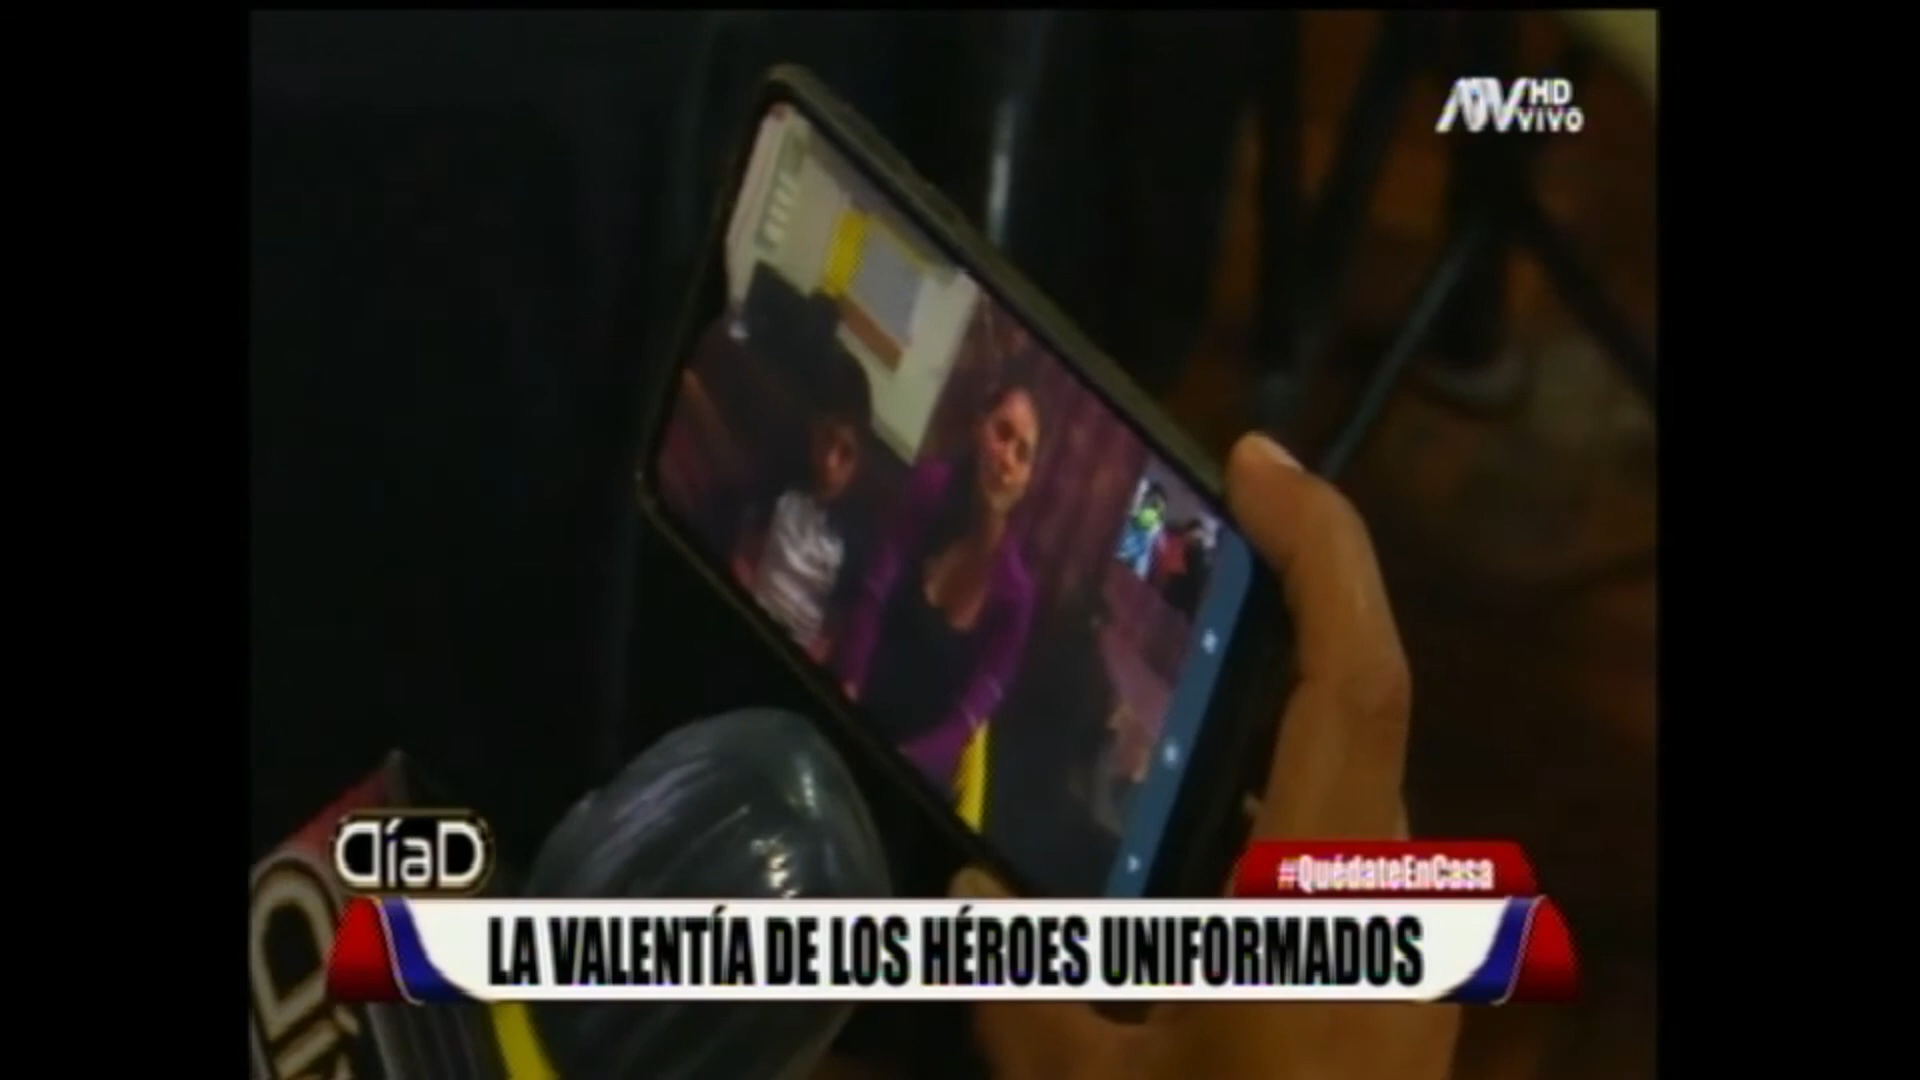 ATV HD
VIVO
DíaD
#QuédateEnCasa
LA VALENTÍA DE LOS HÉROES UNIFORMADOS